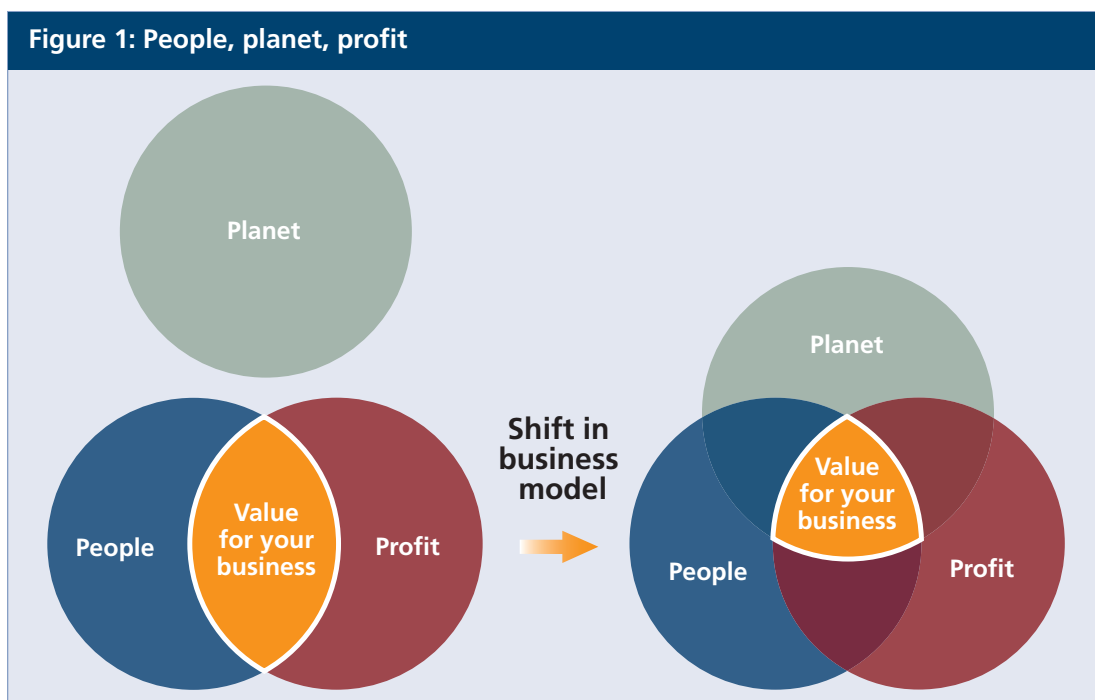 Figure 1: People, planet, profit
Planet
People
Value
for your
business
Profit
Shift in
business
model
Planet
Value
for your
business
People
Profit